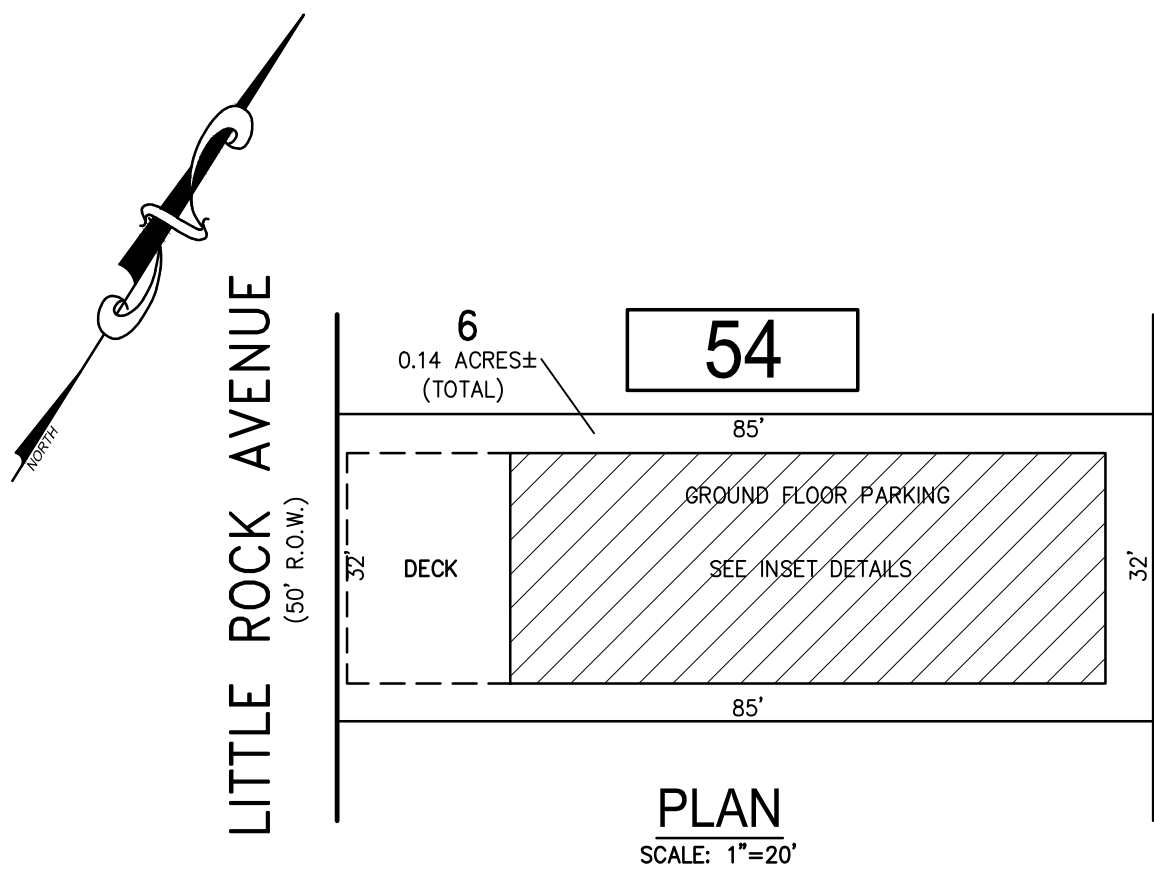 NORTH
LITTLE ROCK AVENUE
(50' R.O.W.)
6
0.14 ACRES±
(TOTAL)
54
85'
GROUND FLOOR PARKING
32'
DECK
SEE INSET DETAILS
32'
85'
PLAN
SCALE: 1"=20'